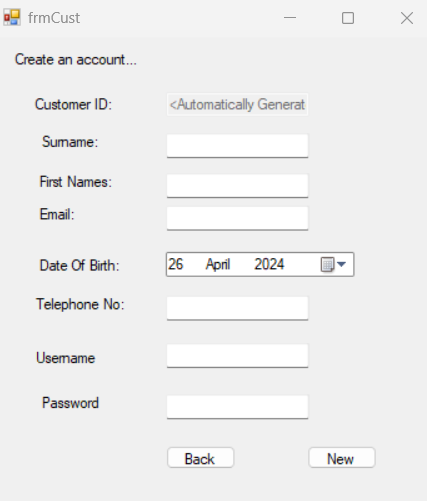 frmCust
Create an account...
Customer ID: <Automatically Generat
Surname:
First Names:
Email:
Date Of Birth: 26 April 2024
Telephone No:
Username
Password
Back New